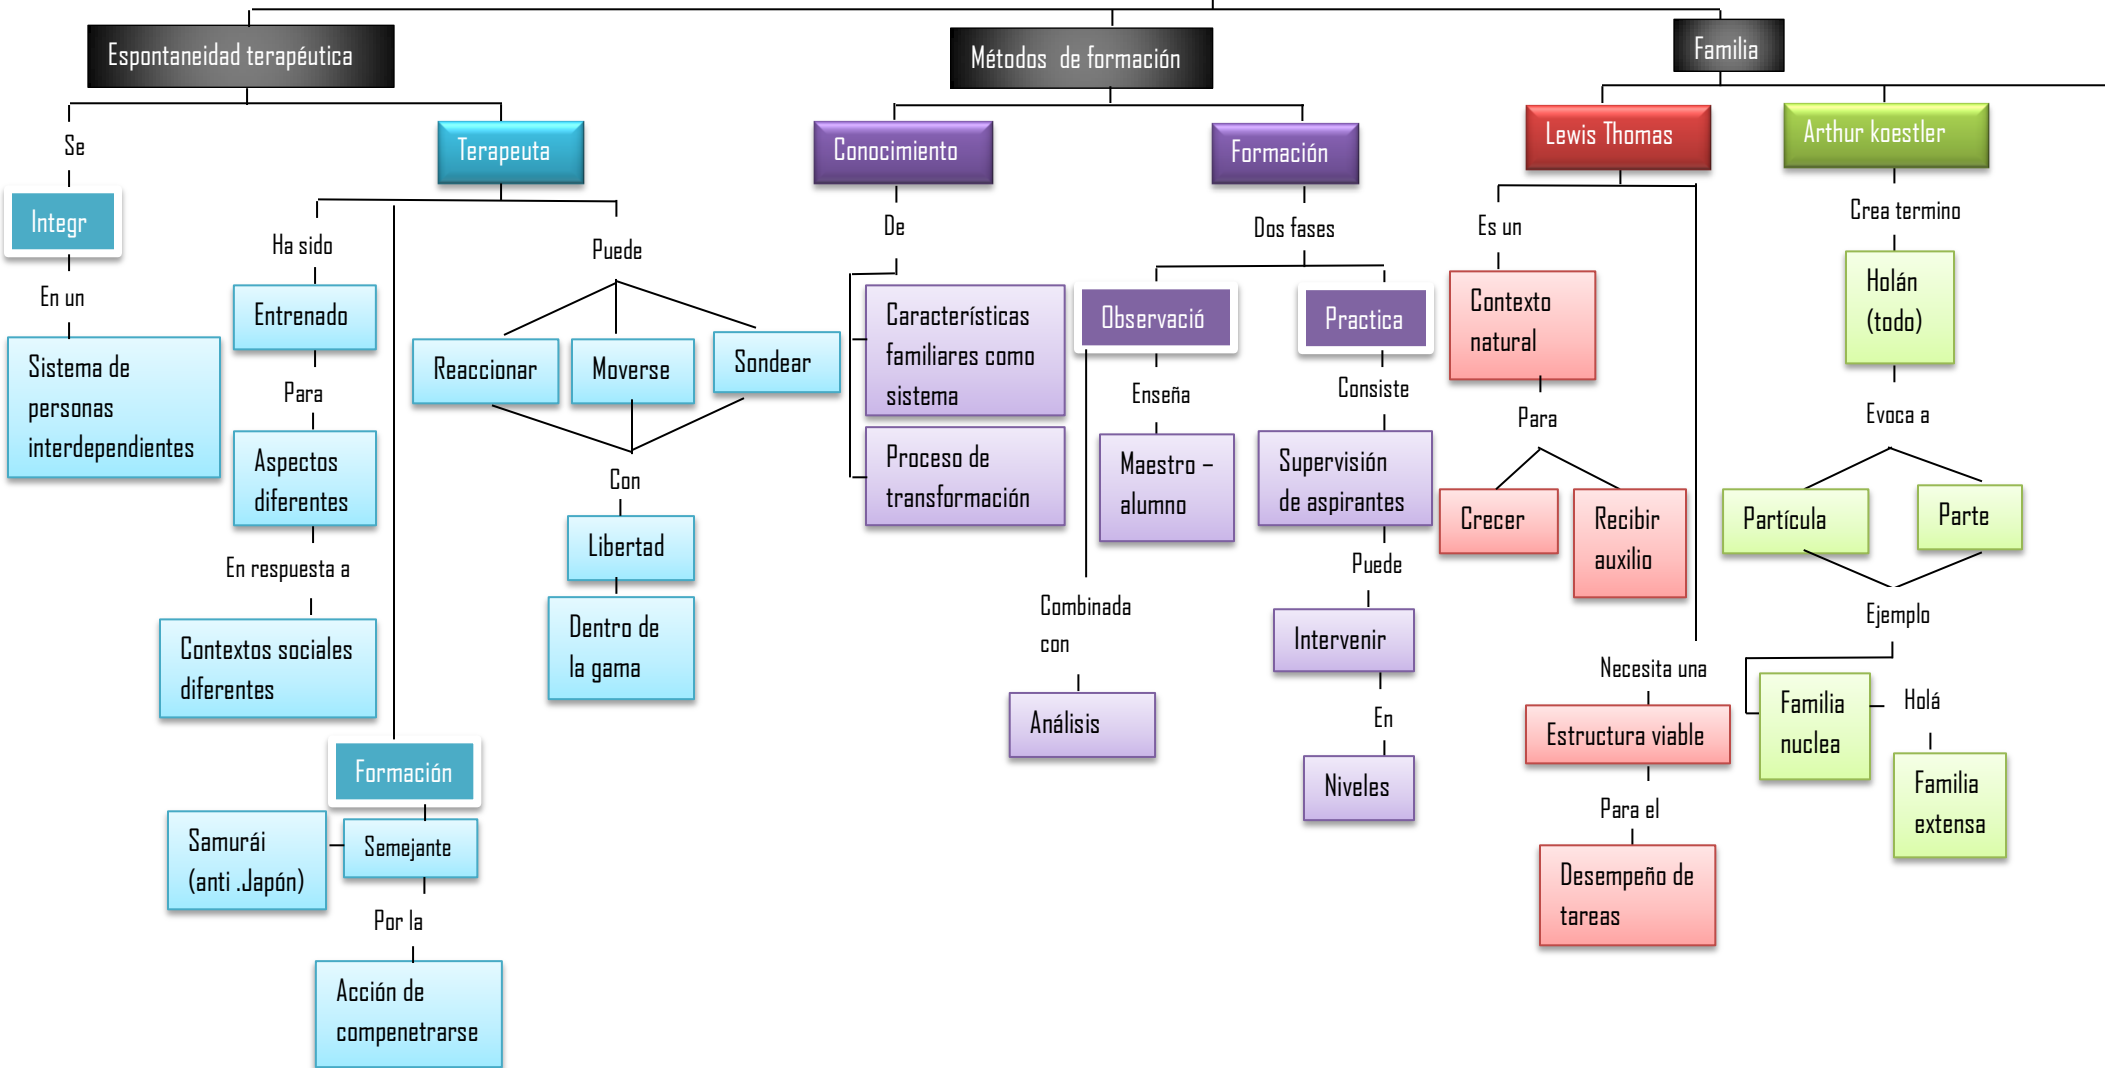 Espontaneidad terapéutica
Métodos de formación
Familia
Se
Integr
En un
Sistema de
personas
interdependientes
Terapeuta
Ha sido
Entrenado
Para
Aspectos
diferentes
En respuesta a
Contextos sociales
diferentes
Puede
Reaccionar
Moverse
Sondear
Con
Libertad
Dentro de
la gama
Formación
Semejante
Samurái
(anti .Japón)
Por la
Acción de
compenetrarse
Conocimiento
De
Características
familiares como
sistema
Proceso de
transformación
Formación
Dos fases
Observació
Enseña
Maestro –
alumno
Combinada
con
Análisis
Practica
Consiste
Supervisión
de aspirantes
Puede
Intervenir
En
Niveles
Lewis Thomas
Es un
Contexto
natural
Para
Crecer
Recibir
auxilio
Necesita una
Estructura viable
Para el
Desempeño de
tareas
Arthur koestler
Crea termino
Holán
(todo)
Evoca a
Partícula
Parte
Ejemplo
Familia
nuclea
Holá
Familia
extensa